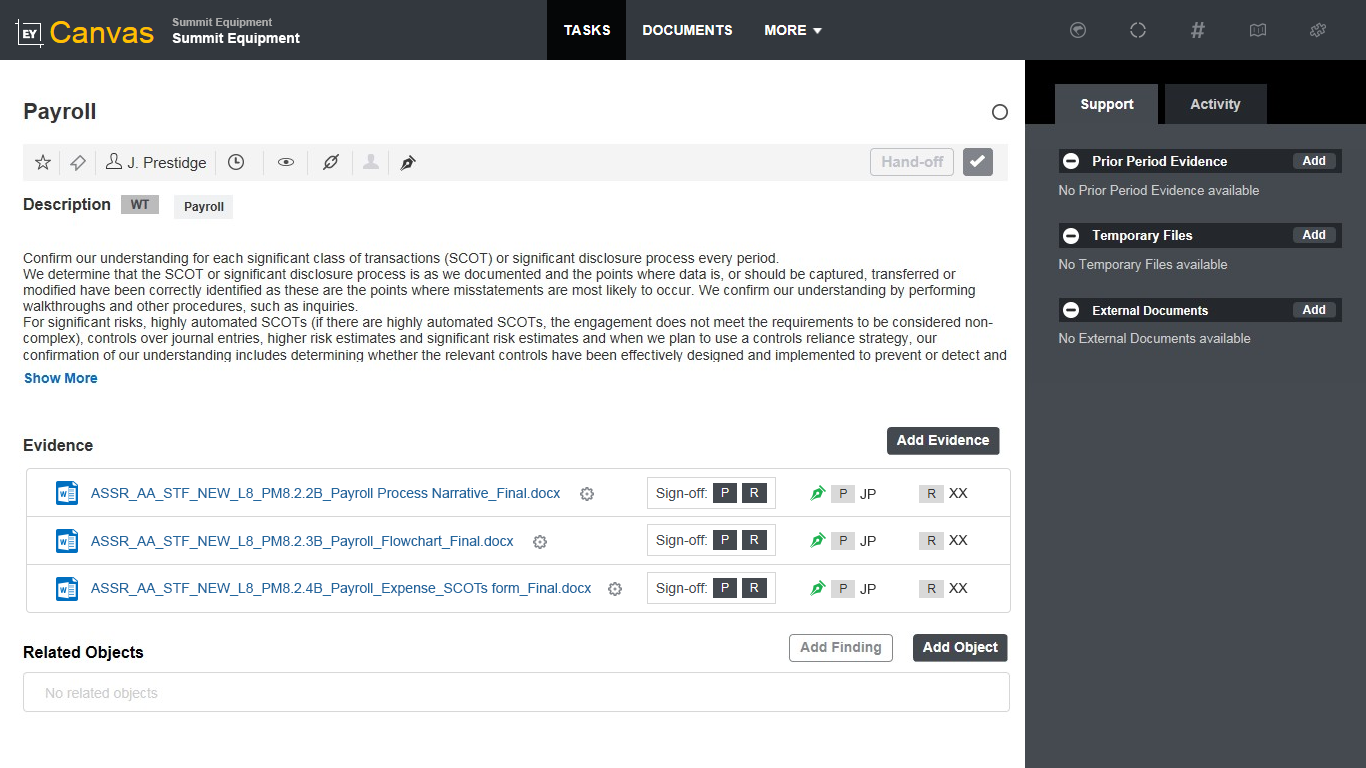 EY Canvas
Summit Equipment
Summit Equipment
TASKS
DOCUMENTS
MORE
#
Payroll
Support
Activity
J. Prestidge
Hand-off
Description
WT
Payroll
Confirm our understanding for each significant class of transactions (SCOT) or significant disclosure process every period.
We determine that the SCOT or significant disclosure process is as we documented and the points where data is, or should be captured, transferred or
modified have been correctly identified as these are the points where misstatements are most likely to occur. We confirm our understanding by performing
walkthroughs and other procedures, such as inquiries.
For significant risks, highly automated SCOTs (if there are highly automated SCOTs, the engagement does not meet the requirements to be considered non-
complex), controls over journal entries, higher risk estimates and significant risk estimates and when we plan to use a controls reliance strategy, our
confirmation of our understanding includes determining whether the relevant controls have been effectively designed and implemented to prevent or detect and
Show More
Evidence
Add Evidence
ASSR_AA_STF_NEW_L8_PM8.2.2B_Payroll Process Narrative_Final.docx
Sign-off: P R
P JP
R XX
ASSR_AA_STF_NEW_L8_PM8.2.3B_Payroll_Flowchart_Final.docx
Sign-off: P R
P JP
R XX
ASSR_AA_STF_NEW_L8_PM8.2.4B_Payroll_Expense_SCOTs form_Final.docx
Sign-off: P R
P JP
R XX
Related Objects
Add Finding
Add Object
No related objects
Prior Period Evidence
Add
No Prior Period Evidence available
Temporary Files
Add
No Temporary Files available
External Documents
Add
No External Documents available